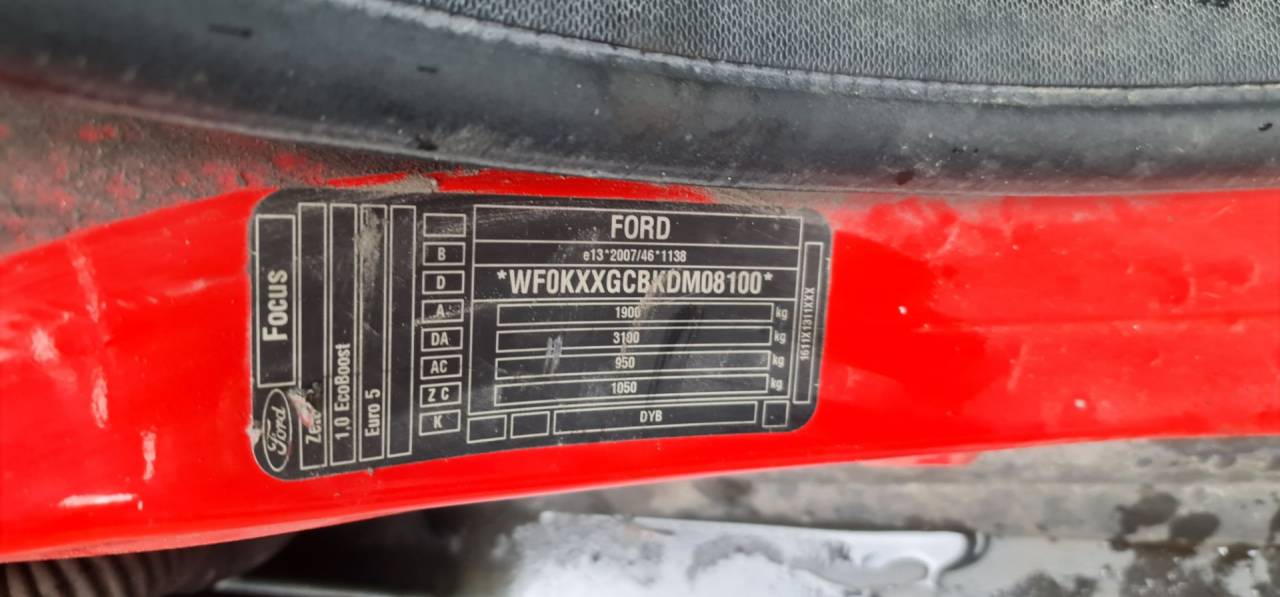 FORD
e13*2007/46*1138
*WF0KXXGCBKDM08100*
1900 kg
3100 kg
950 kg
1050 kg
DYB
B
D
A
DA
AC
Z C
K
Focus
1,0 EcoBoost
Euro 5
Ford
1611X1311XXX